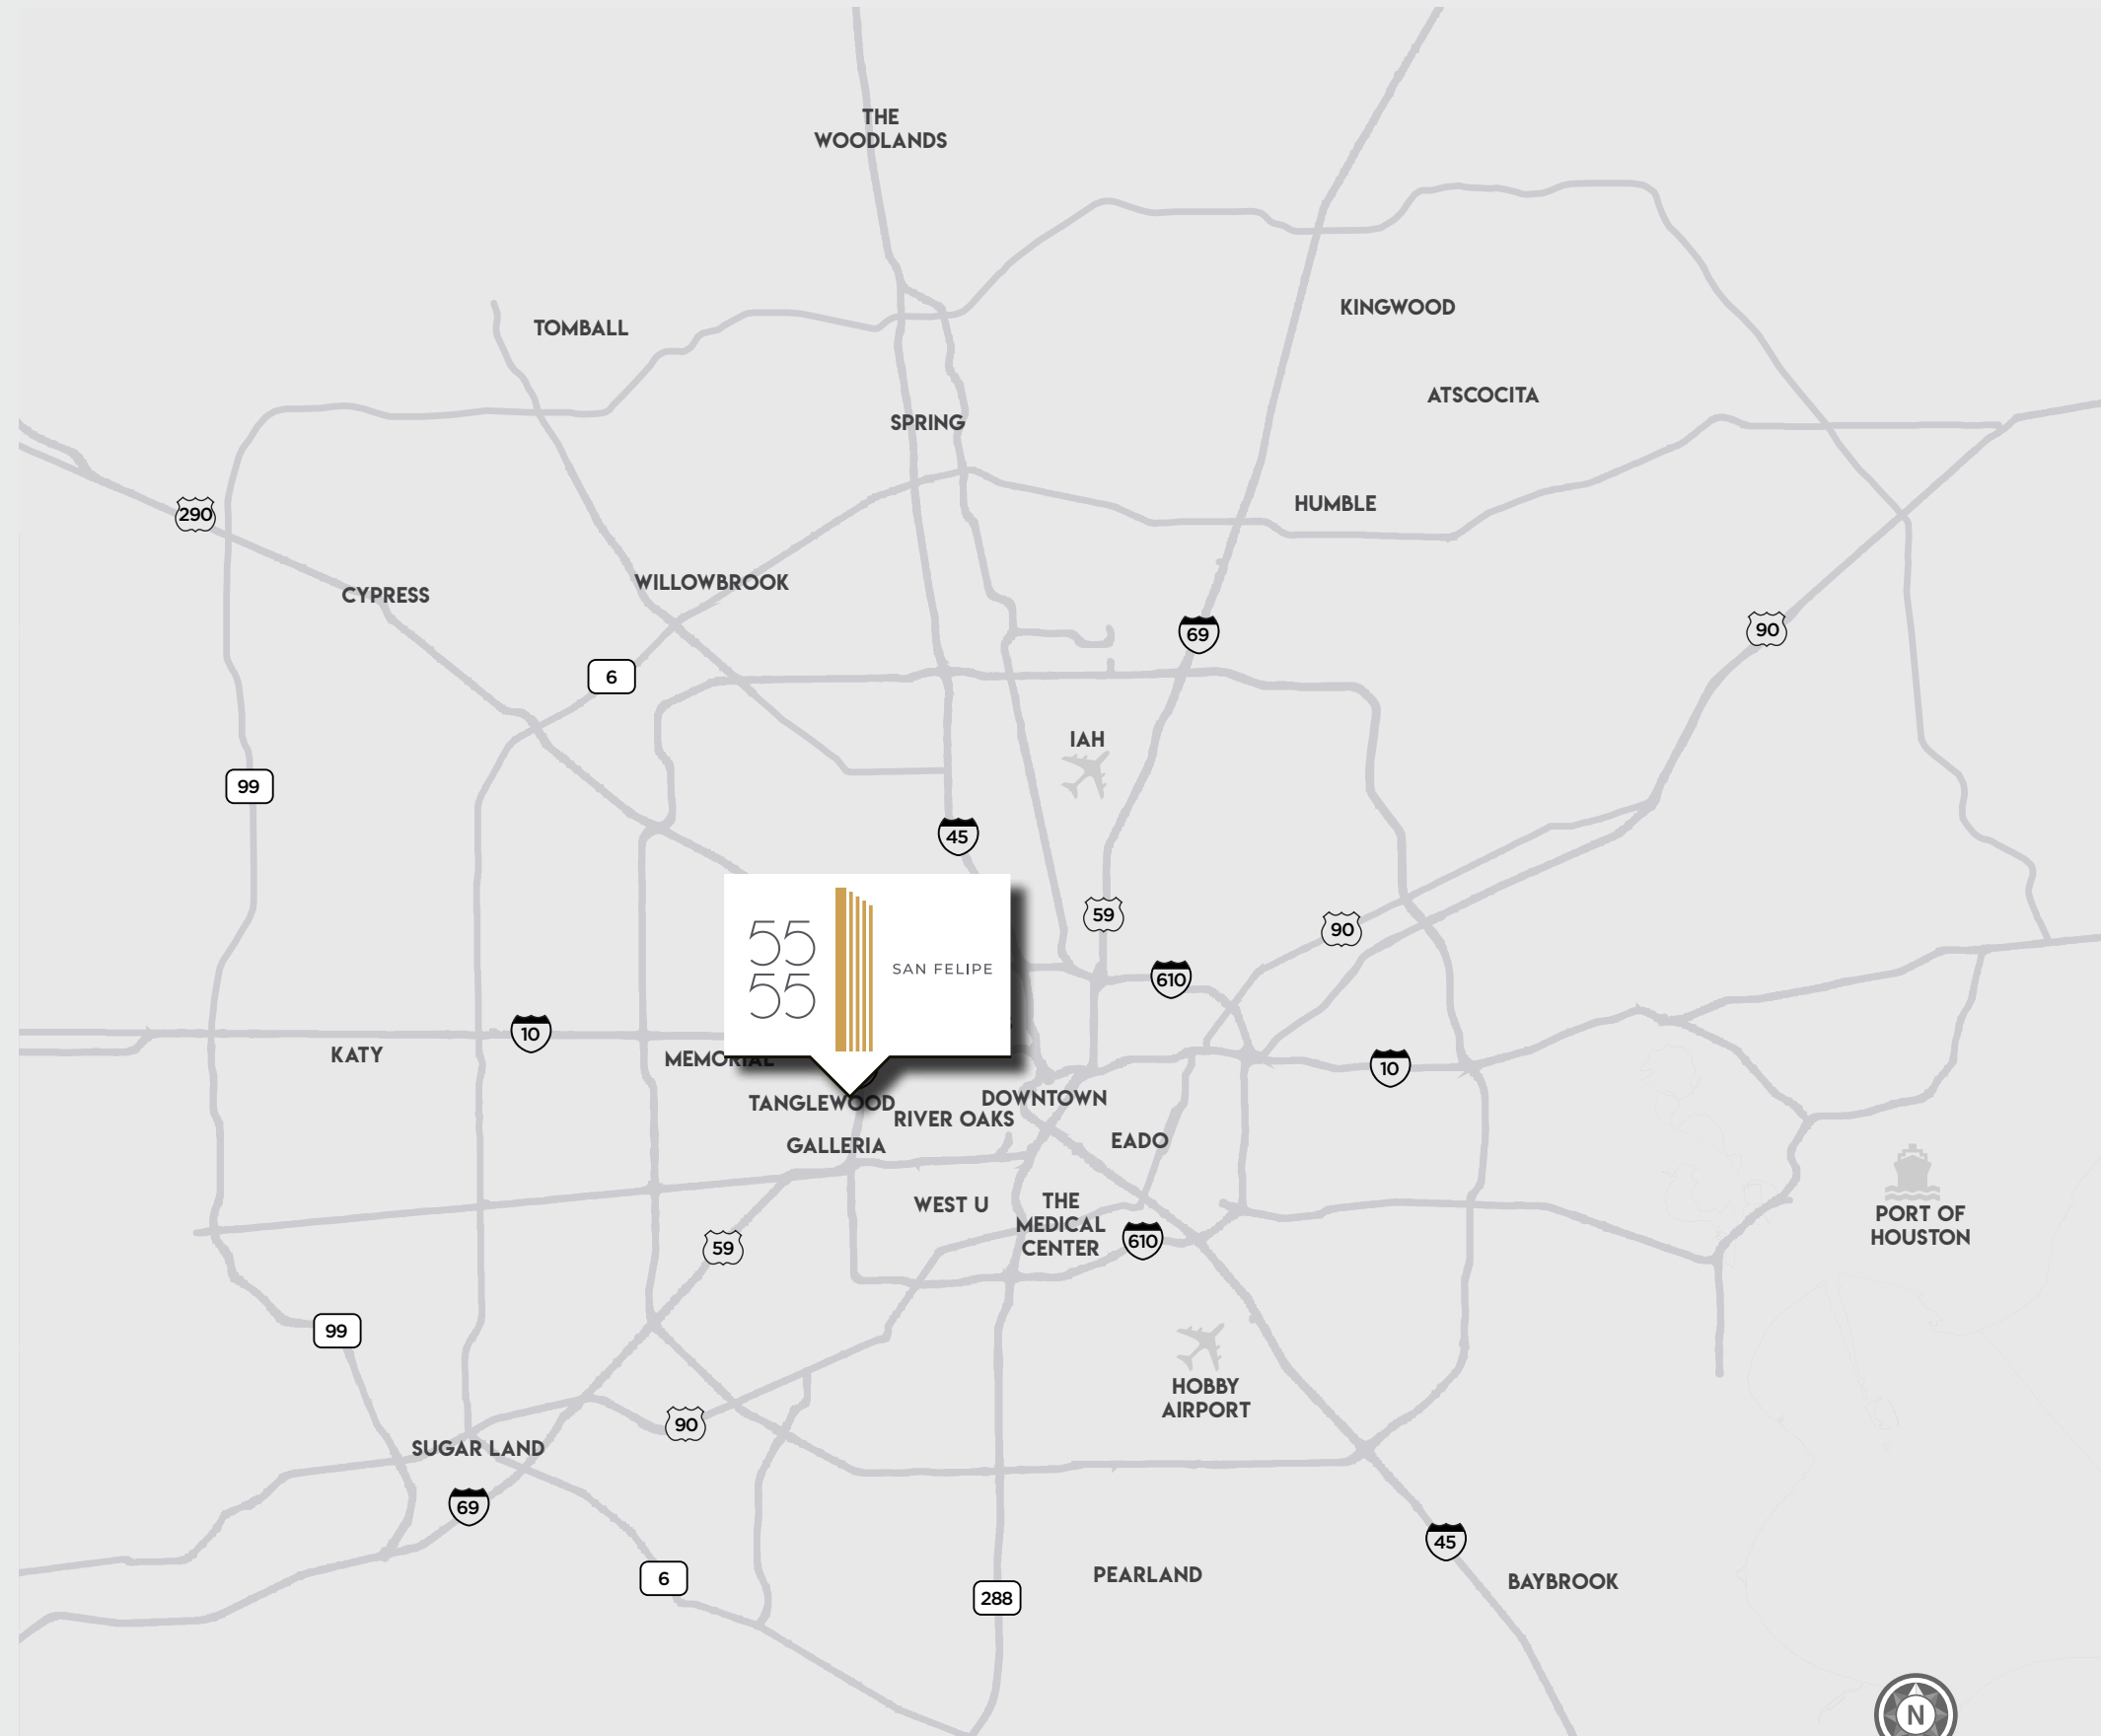 THE
WOODLANDS
KINGWOOD
TOMBALL
ATSCOCITA
SPRING
HUMBLE
290
WILLOWBROOK
CYPRESS
69
90
6
IAH
99
45
59
90
55
55
SAN FELIPE
610
10
KATY
MEMORIAL
10
TANGLEWOOD
DOWNTOWN
RIVER OAKS
GALLERIA
EADO
WEST U
THE
MEDICAL
CENTER
PORT OF
HOUSTON
59
610
99
HOBBY
AIRPORT
90
SUGAR LAND
69
45
6
PEARLAND
BAYBROOK
288
N